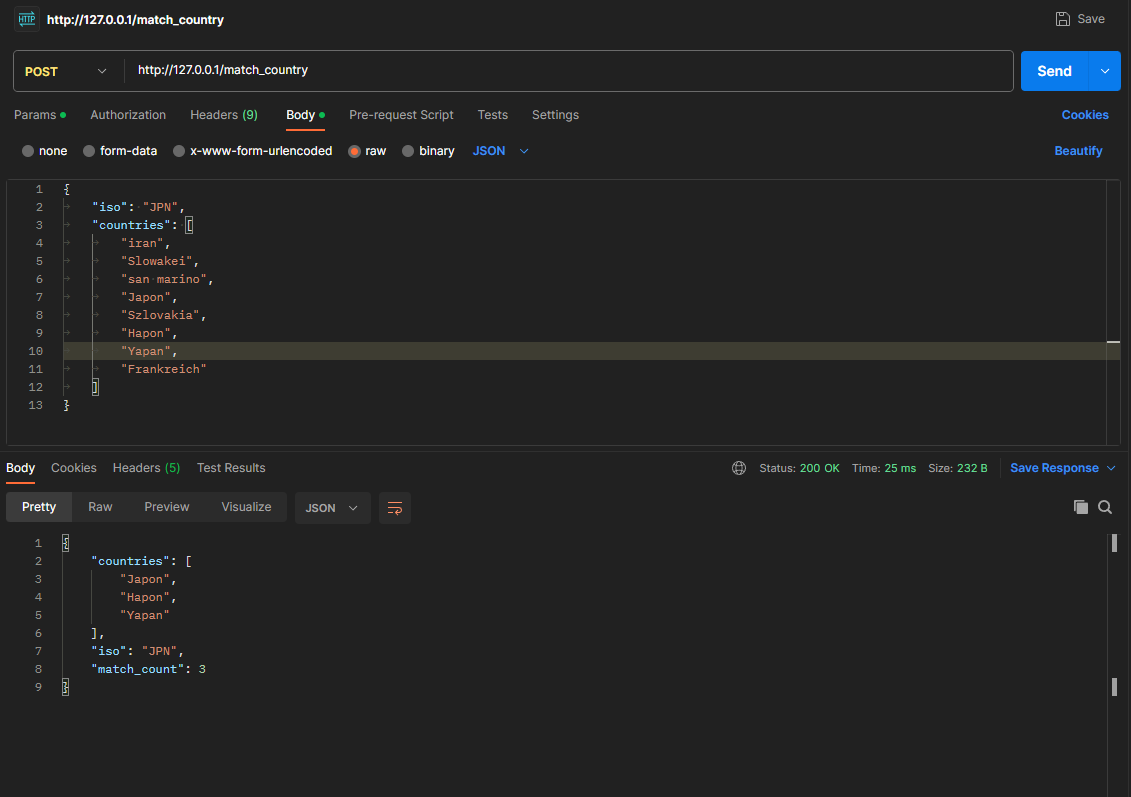 HTTP http://127.0.0.1/match_country Save
POST http://127.0.0.1/match_country Send
Params Authorization Headers (9) Body Pre-request Script Tests Settings Cookies
none form-data x-www-form-urlencoded raw binary JSON Beautify
1 {
2 "iso": "JPN",
3 "countries": [
4 "iran",
5 "Slowakei",
6 "san marino",
7 "Japon",
8 "Szlovakia",
9 "Hapon",
10 "Yapan",
11 "Frankreich"
12 ]
13 }
Body Cookies Headers (5) Test Results Status: 200 OK Time: 25 ms Size: 232 B Save Response
Pretty Raw Preview Visualize JSON
1 {
2 "countries": [
3 "Japon",
4 "Hapon",
5 "Yapan"
6 ],
7 "iso": "JPN",
8 "match_count": 3
9 }